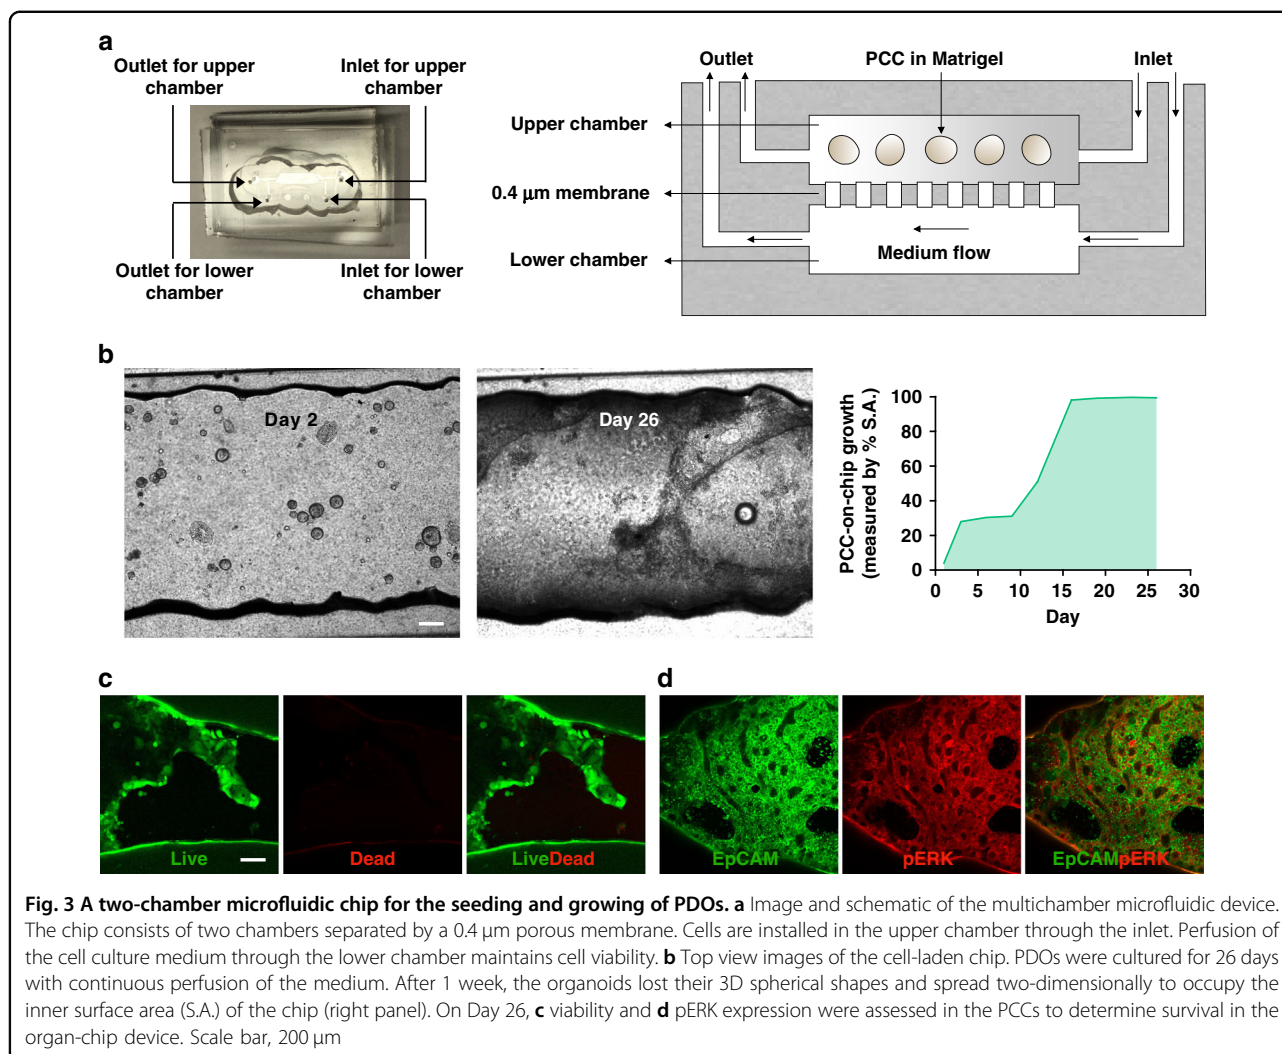 a
Outlet for upper
chamber
Inlet for upper
chamber
Outlet for lower
chamber
Inlet for lower
chamber
Outlet
PCC in Matrigel
Inlet
Upper chamber
0.4 μm membrane
Medium flow
Lower chamber
b
Day 2
Day 26
PCC-on-chip growth
(measured by % S.A.)
100
80
60
40
20
0
0 5 10 15 20 25 30
Day
c
Live
Dead
LiveDead
d
EpCAM
pERK
EpCAMpERK
Fig. 3 A two-chamber microfluidic chip for the seeding and growing of PDOs. a Image and schematic of the multichamber microfluidic device.
The chip consists of two chambers separated by a 0.4 μm porous membrane. Cells are installed in the upper chamber through the inlet. Perfusion of
the cell culture medium through the lower chamber maintains cell viability. b Top view images of the cell-laden chip. PDOs were cultured for 26 days
with continuous perfusion of the medium. After 1 week, the organoids lost their 3D spherical shapes and spread two-dimensionally to occupy the
inner surface area (S.A.) of the chip (right panel). On Day 26, c viability and d pERK expression were assessed in the PCCs to determine survival in the
organ-chip device. Scale bar, 200 μm